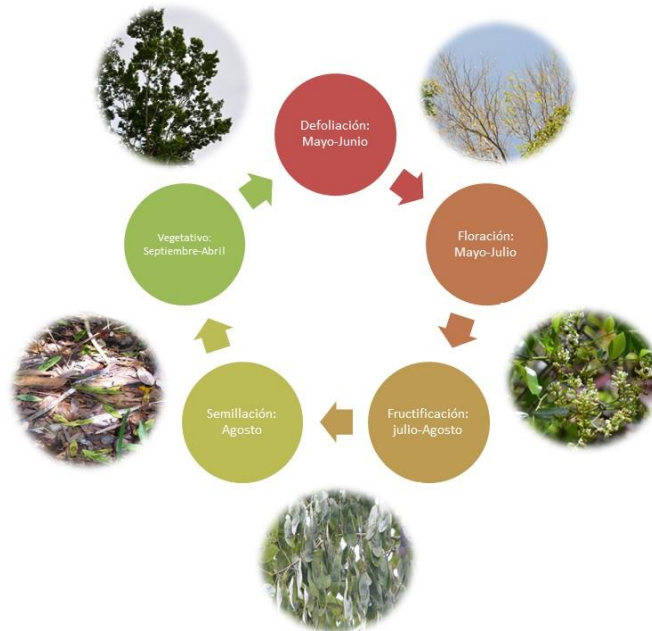 Defoliación:
Mayo-Junio
Floración:
Mayo-Julio
Fructificación:
julio-Agosto
Semillación:
Agosto
Vegetativo:
Septiembre-Abril